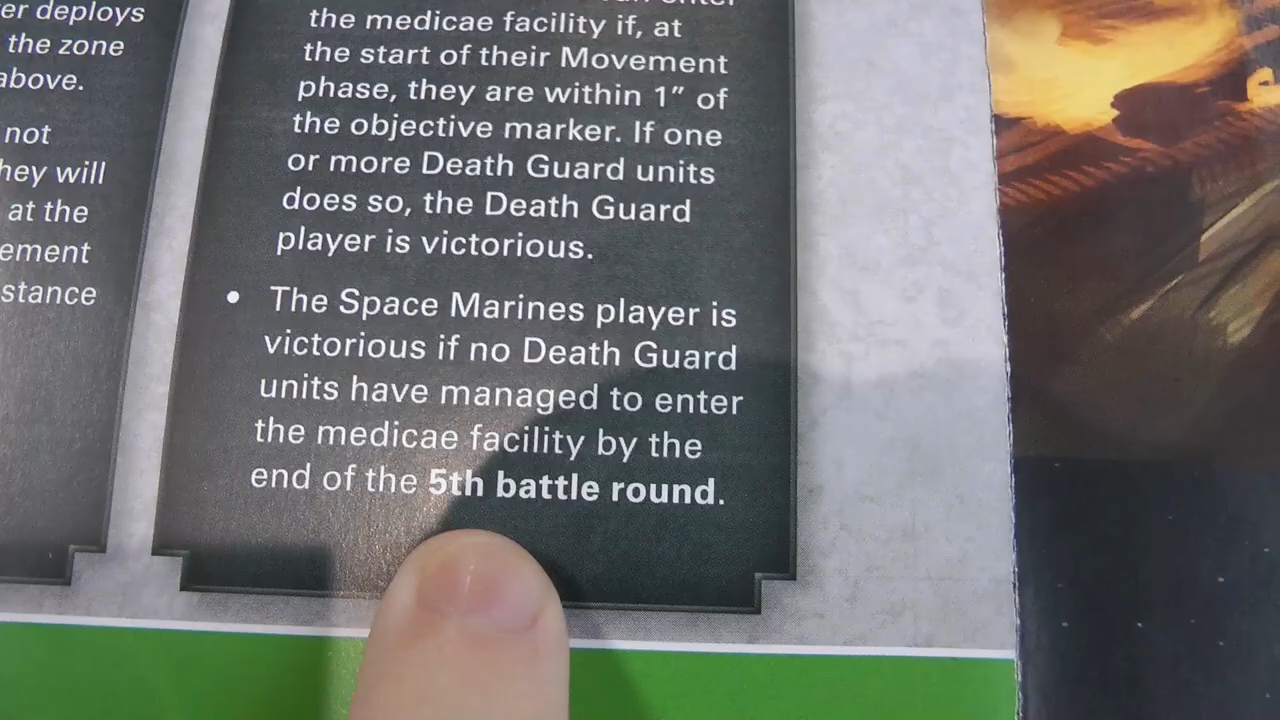 er deploys
the zone
above.
not
hey will
at the
ement
stance
the medicae facility if, at
the start of their Movement
phase, they are within 1” of
the objective marker. If one
or more Death Guard units
does so, the Death Guard
player is victorious.
• The Space Marines player is
victorious if no Death Guard
units have managed to enter
the medicae facility by the
end of the 5th battle round.